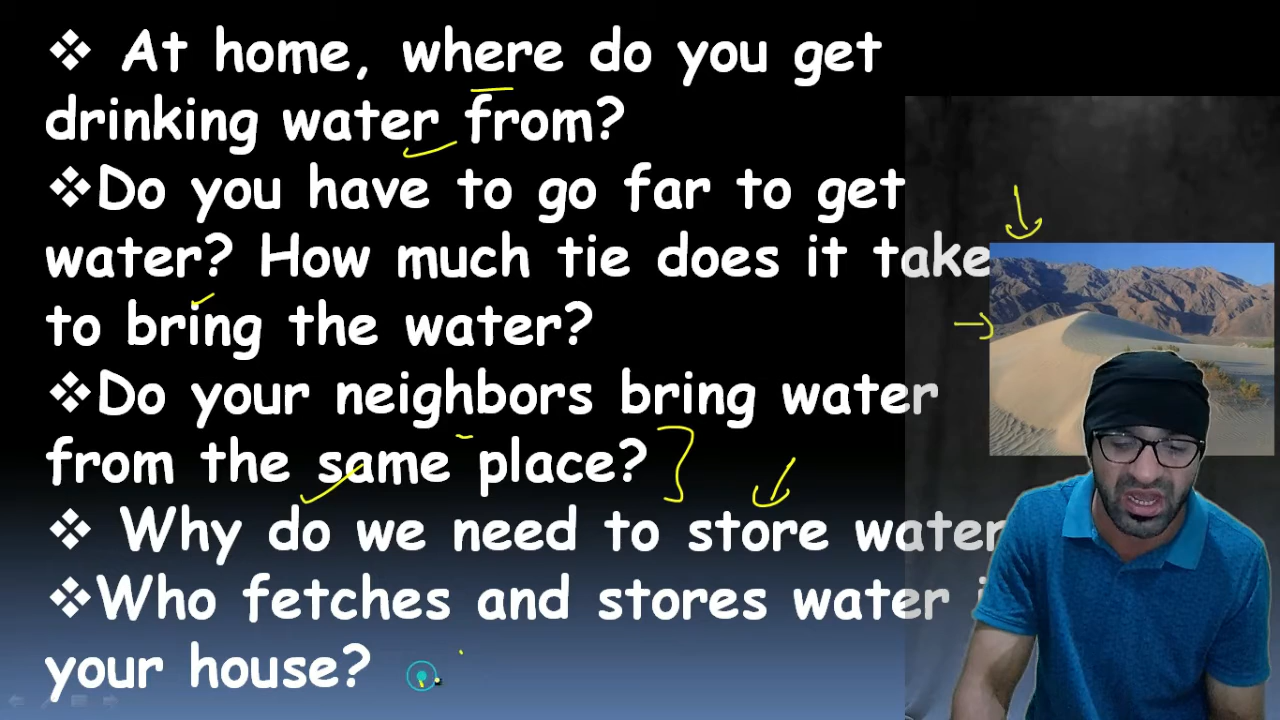 ❖ At home, where do you get
drinking water from?
❖Do you have to go far to get
water? How much tie does it take
to bring the water?
❖Do your neighbors bring water
from the same place?
❖ Why do we need to store water
❖Who fetches and stores water
your house?